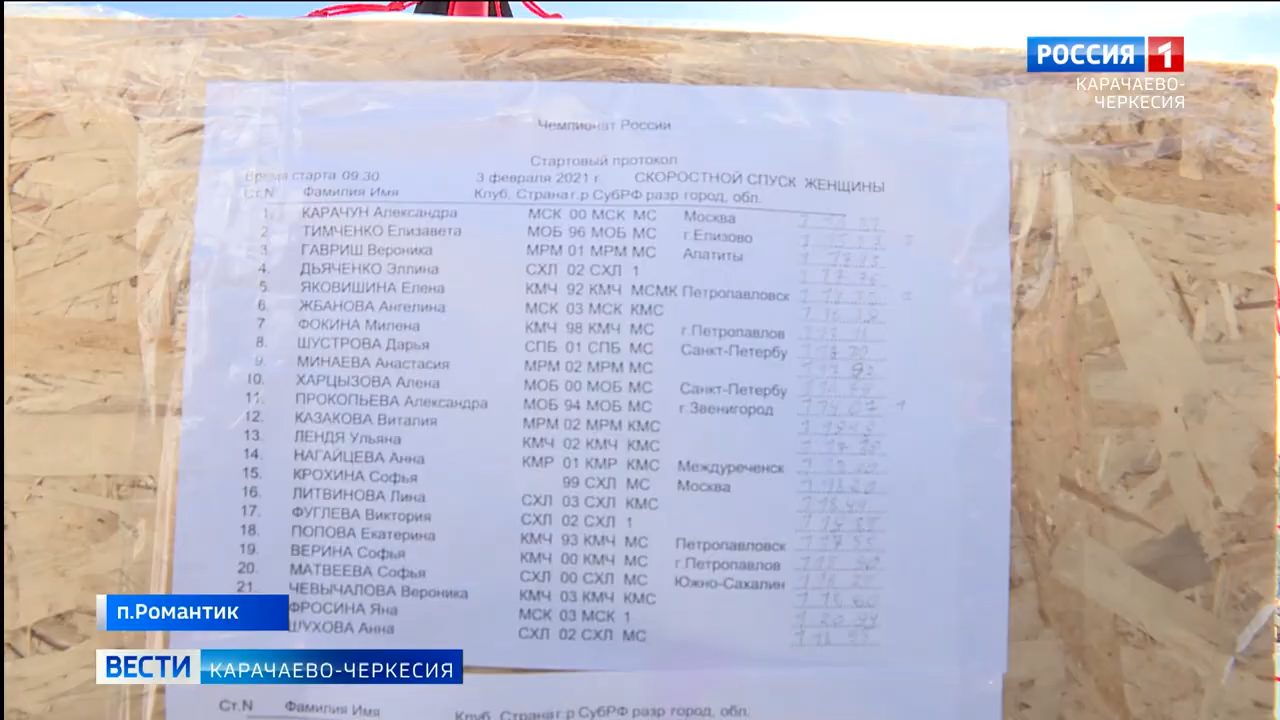 РОССИЯ 1
КАРАЧАЕВО-
ЧЕРКЕСИЯ
Чемпионат России
Стартовый протокол
Время старта 09:30 3 февраля 2021 г. СКОРОСТНОЙ СПУСК ЖЕНЩИНЫ
Ст.N Фамилия Имя Клуб, Страна г.р СубРФ разр город, обл.
1. КАРАЧУН Александра МСК 00 МСК МС Москва
2 ТИМЧЕНКО Елизавета МОБ 96 МОБ МС г.Елизово
3. ГАВРИШ Вероника МРМ 01 МРМ МС Апатиты
4. ДЬЯЧЕНКО Эллина СХЛ 02 СХЛ 1
5. ЯКОВИШИНА Елена КМЧ 92 КМЧ МСМК Петропавловск
6. ЖБАНОВА Ангелина МСК 03 МСК КМС
7 ФОКИНА Милена КМЧ 98 КМЧ МС г.Петропавлов
8. ШУСТРОВА Дарья СПБ 01 СПБ МС Санкт-Петербу
9. МИНАЕВА Анастасия МРМ 02 МРМ МС
10. ХАРЦЫЗОВА Алена МОБ 00 МОБ МС Санкт-Петербу
11. ПРОКОПЬЕВА Александра МОБ 94 МОБ МС г.Звенигород
12. КАЗАКОВА Виталия МРМ 02 МРМ КМС
13. ЛЕНДЯ Ульяна КМЧ 02 КМЧ КМС
14. НАГАЙЦЕВА Анна КМР 01 КМР КМС Междуреченск
15. КРОХИНА Софья 99 СХЛ МС Москва
16. ЛИТВИНОВА Лина СХЛ 03 СХЛ КМС
17. ФУГЛЕВА Виктория СХЛ 02 СХЛ 1
18. ПОПОВА Екатерина КМЧ 93 КМЧ МС Петропавловск
19. ВЕРИНА Софья КМЧ 00 КМЧ МС г.Петропавлов
20. МАТВЕЕВА Софья СХЛ 00 СХЛ МС Южно-Сахалин
21. ЧЕВЫЧАЛОВА Вероника КМЧ 03 КМЧ КМС
ФРОСИНА Яна МСК 03 МСК 1
ШУХОВА Анна СХЛ 02 СХЛ МС
п.Романтик
ВЕСТИ КАРАЧАЕВО-ЧЕРКЕСИЯ
Ст.N Фамилия Имя Клуб, Страна г.р СубРФ разр город, обл.